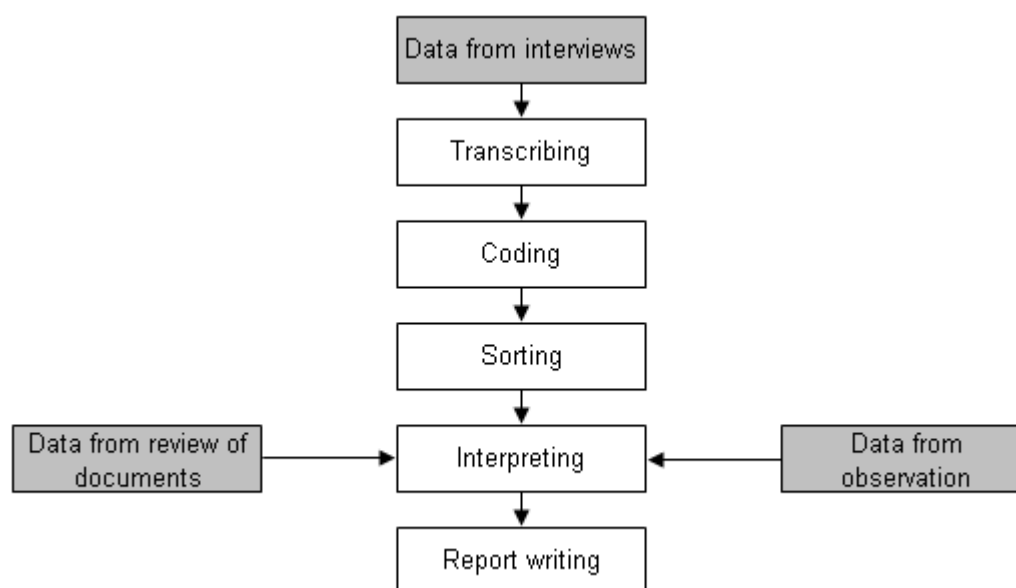 Data from interviews
Transcribing
Coding
Sorting
Data from review of
documents
Interpreting
Data from
observation
Report writing